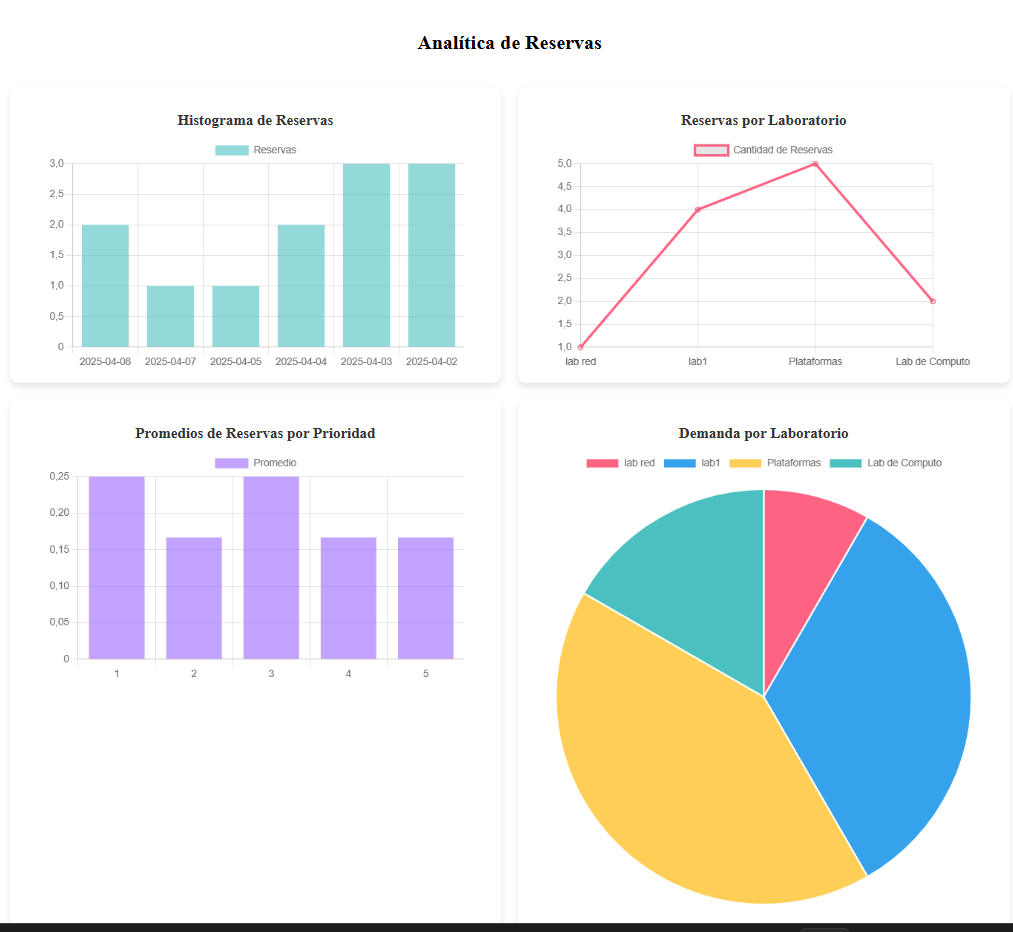 Analítica de Reservas
Histograma de Reservas
Reservas
3,0
2,5
2,0
1,5
1,0
0,5
0
2025-04-08 2025-04-07 2025-04-05 2025-04-04 2025-04-03 2025-04-02
Reservas por Laboratorio
Cantidad de Reservas
5,0
4,5
4,0
3,5
3,0
2,5
2,0
1,5
1,0
lab red lab1 Plataformas Lab de Computo
Promedios de Reservas por Prioridad
Promedio
0,25
0,20
0,15
0,10
0,05
0
1 2 3 4 5
Demanda por Laboratorio
lab red lab1 Plataformas Lab de Computo